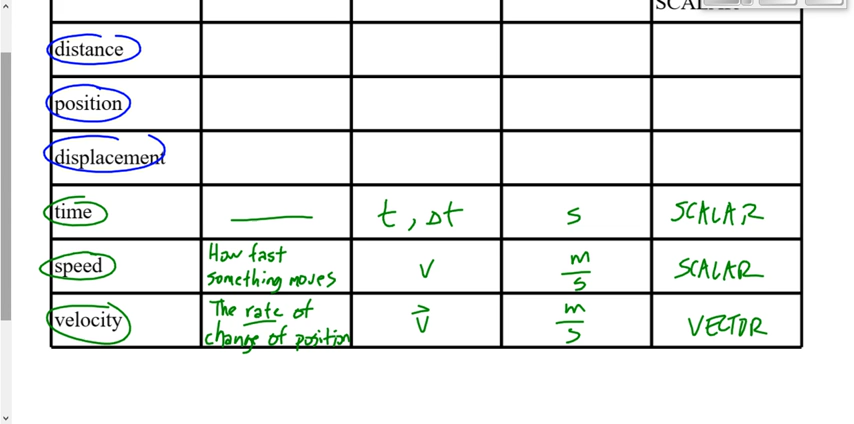 distance
position
displacement
time t, Δt s SCALAR
speed How fast something moves v m/s SCALAR
velocity The rate of change of position v⃗ m/s VECTOR